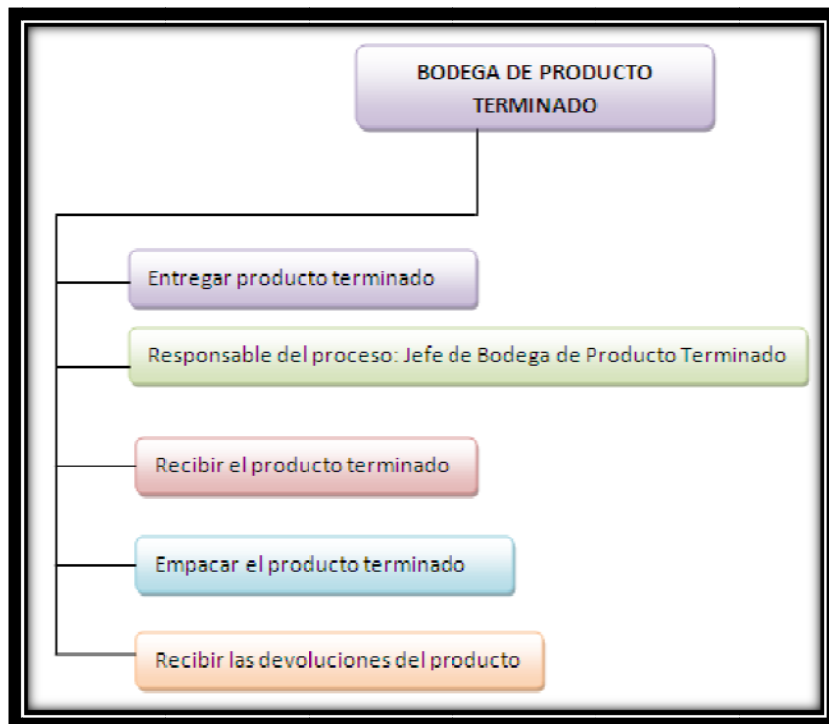 BODEGA DE PRODUCTO
TERMINADO
Entregar producto terminado
Responsable del proceso: Jefe de Bodega de Producto Terminado
Recibir el producto terminado
Empacar el producto terminado
Recibir las devoluciones del producto